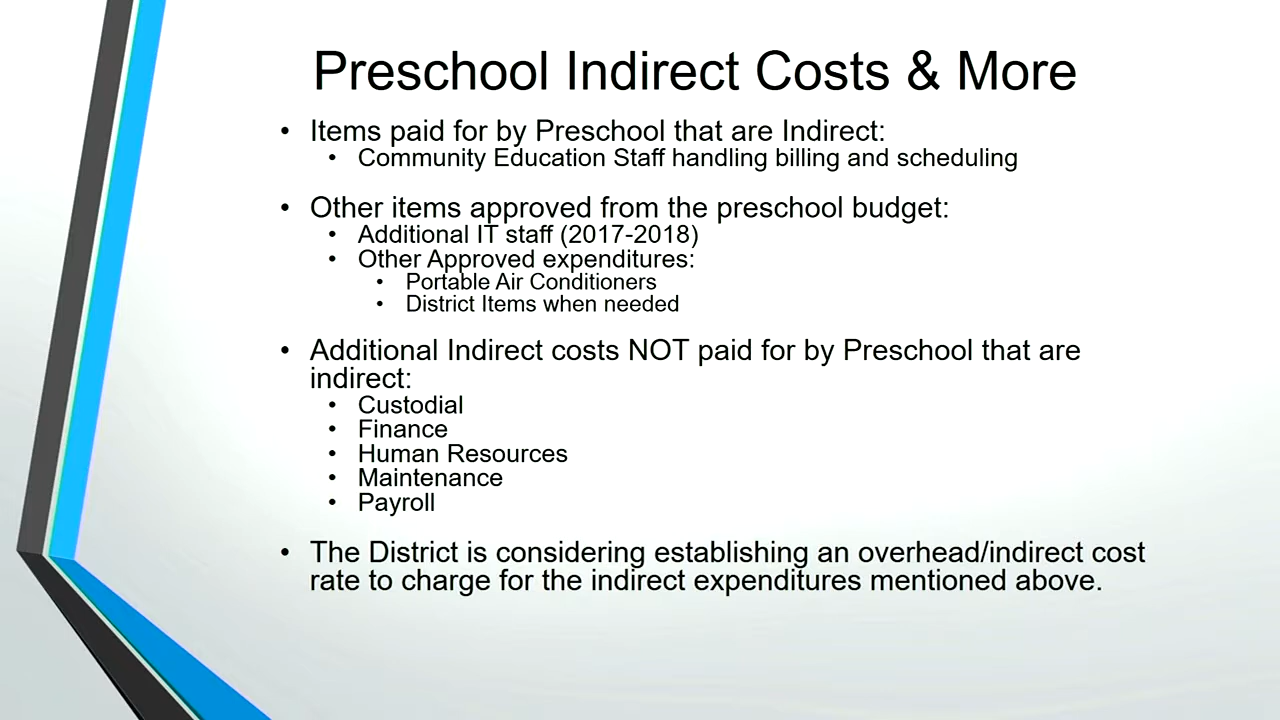 Preschool Indirect Costs & More
• Items paid for by Preschool that are Indirect:
• Community Education Staff handling billing and scheduling
• Other items approved from the preschool budget:
• Additional IT staff (2017-2018)
• Other Approved expenditures:
• Portable Air Conditioners
• District Items when needed
• Additional Indirect costs NOT paid for by Preschool that are
indirect:
• Custodial
• Finance
• Human Resources
• Maintenance
• Payroll
• The District is considering establishing an overhead/indirect cost
rate to charge for the indirect expenditures mentioned above.